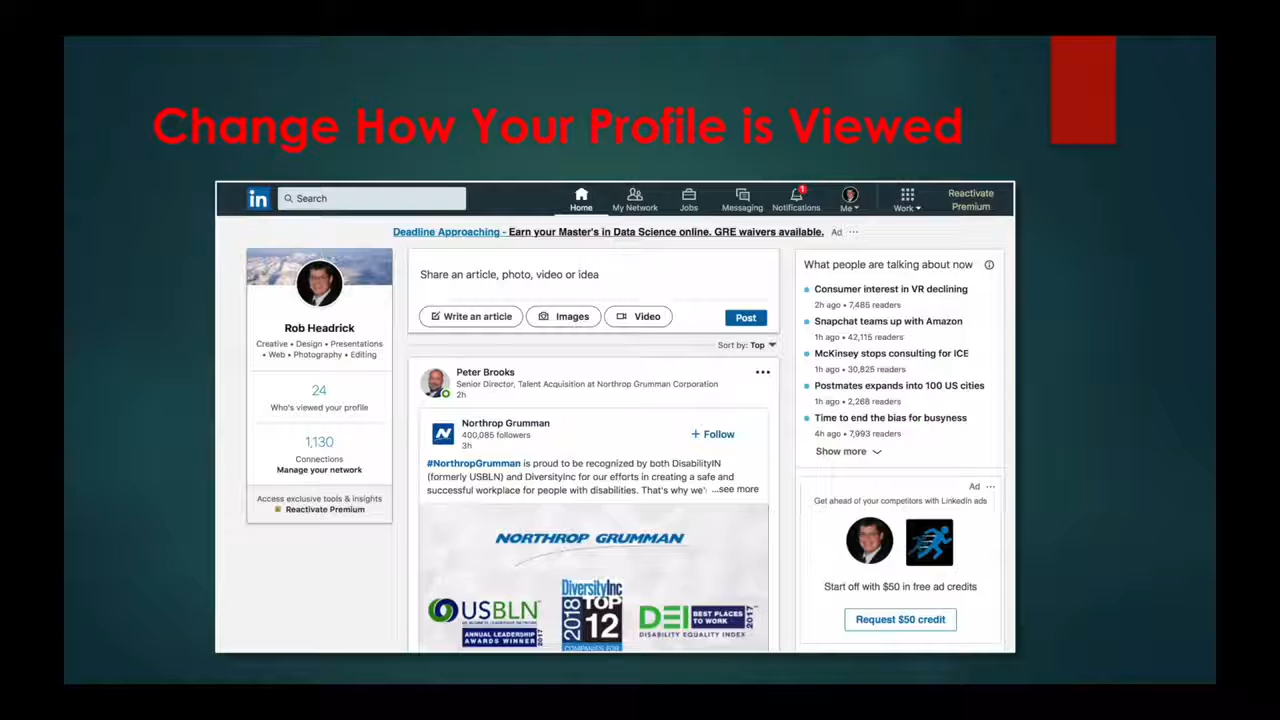 Change How Your Profile is Viewed
in Search
Home My Network Jobs Messaging Notifications Me Work
1
Reactivate
Premium
Deadline Approaching - Earn your Master's in Data Science online. GRE waivers available. Ad ···
Rob Headrick
Creative • Design • Presentations
• Web • Photography • Editing
24
Who's viewed your profile
1,130
Connections
Manage your network
Access exclusive tools & insights
Reactivate Premium
Share an article, photo, video or idea
Write an article Images Video Post
Sort by: Top
Peter Brooks
Senior Director, Talent Acquisition at Northrop Grumman Corporation
2h
Northrop Grumman
400,085 followers
3h
+ Follow
#NorthropGrumman is proud to be recognized by both DisabilityIN
(formerly USBLN) and DiversityInc for our efforts in creating a safe and
successful workplace for people with disabilities. That's why we' ...see more
NORTHROP GRUMMAN
USBLN
ANNUAL LEADERSHIP
AWARDS WINNER
2017
DiversityInc
2018
TOP
12
COMPANIES FOR
DEI
BEST PLACES
TO WORK
2017
DISABILITY EQUALITY INDEX
What people are talking about now
Consumer interest in VR declining
2h ago • 7,485 readers
Snapchat teams up with Amazon
1h ago • 42,115 readers
McKinsey stops consulting for ICE
1h ago • 30,825 readers
Postmates expands into 100 US cities
1h ago • 2,268 readers
Time to end the bias for busyness
4h ago • 7,993 readers
Show more
Ad ···
Get ahead of your competitors with LinkedIn ads
Start off with $50 in free ad credits
Request $50 credit